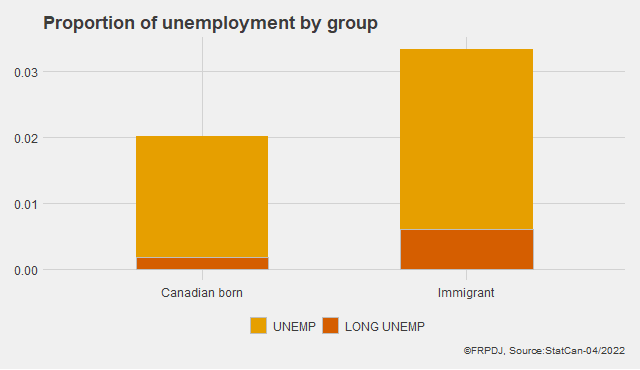 Proportion of unemployment by group
0.03
0.02
0.01
0.00
Canadian born Immigrant
UNEMP LONG UNEMP
©FRPDJ, Source:StatCan-04/2022